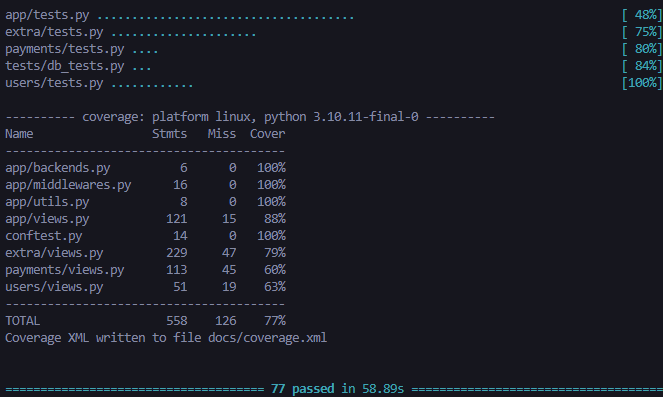 app/tests.py ..................................... [ 48%]
extra/tests.py ..................... [ 75%]
payments/tests.py .... [ 80%]
tests/db_tests.py ... [ 84%]
users/tests.py ............ [100%]
---------- coverage: platform linux, python 3.10.11-final-0 ----------
Name Stmts Miss Cover
----------------------------------------
app/backends.py 6 0 100%
app/middlewares.py 16 0 100%
app/utils.py 8 0 100%
app/views.py 121 15 88%
conftest.py 14 0 100%
extra/views.py 229 47 79%
payments/views.py 113 45 60%
users/views.py 51 19 63%
----------------------------------------
TOTAL 558 126 77%
Coverage XML written to file docs/coverage.xml
===================================== 77 passed in 58.89s ====================================